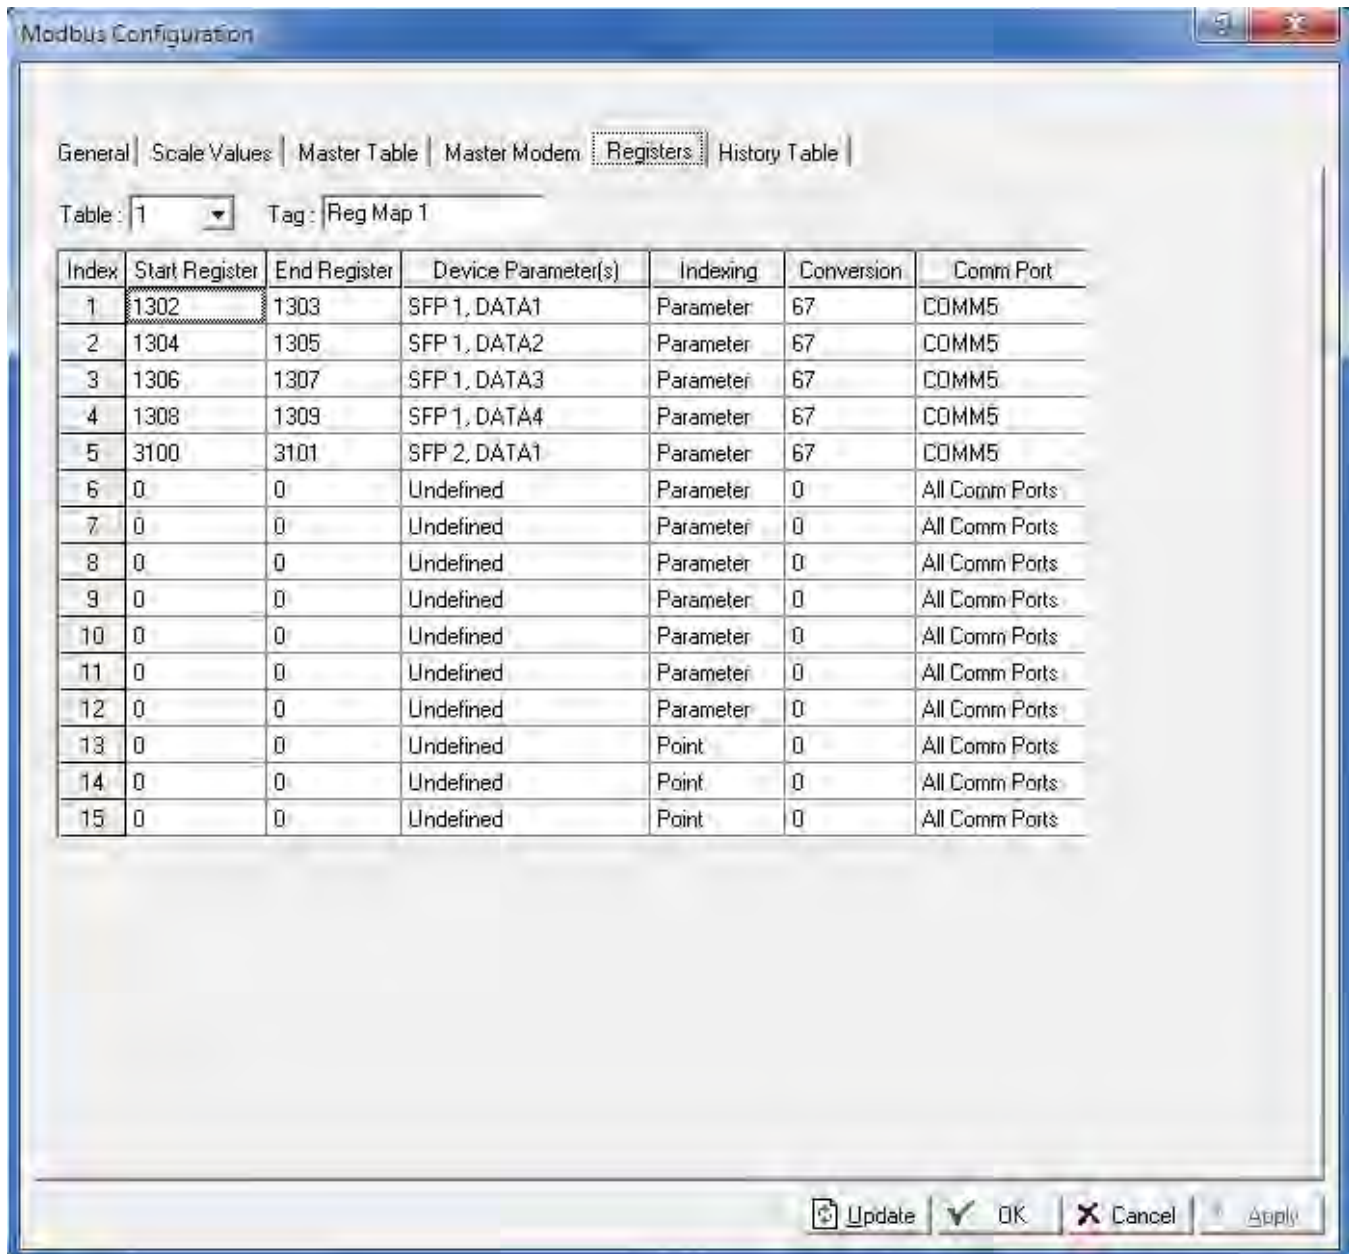 Modbus Configuration
General Scale Values Master Table Master Modem Registers History Table
Table : 1 Tag : Reg Map 1
Index Start Register End Register Device Parameter(s) Indexing Conversion Comm Port
1 1302 1303 SFP 1, DATA1 Parameter 67 COMM5
2 1304 1305 SFP 1, DATA2 Parameter 67 COMM5
3 1306 1307 SFP 1, DATA3 Parameter 67 COMM5
4 1308 1309 SFP 1, DATA4 Parameter 67 COMM5
5 3100 3101 SFP 2, DATA1 Parameter 67 COMM5
6 0 0 Undefined Parameter 0 All Comm Ports
7 0 0 Undefined Parameter 0 All Comm Ports
8 0 0 Undefined Parameter 0 All Comm Ports
9 0 0 Undefined Parameter 0 All Comm Ports
10 0 0 Undefined Parameter 0 All Comm Ports
11 0 0 Undefined Parameter 0 All Comm Ports
12 0 0 Undefined Parameter 0 All Comm Ports
13 0 0 Undefined Point 0 All Comm Ports
14 0 0 Undefined Point 0 All Comm Ports
15 0 0 Undefined Point 0 All Comm Ports
Update OK Cancel Apply